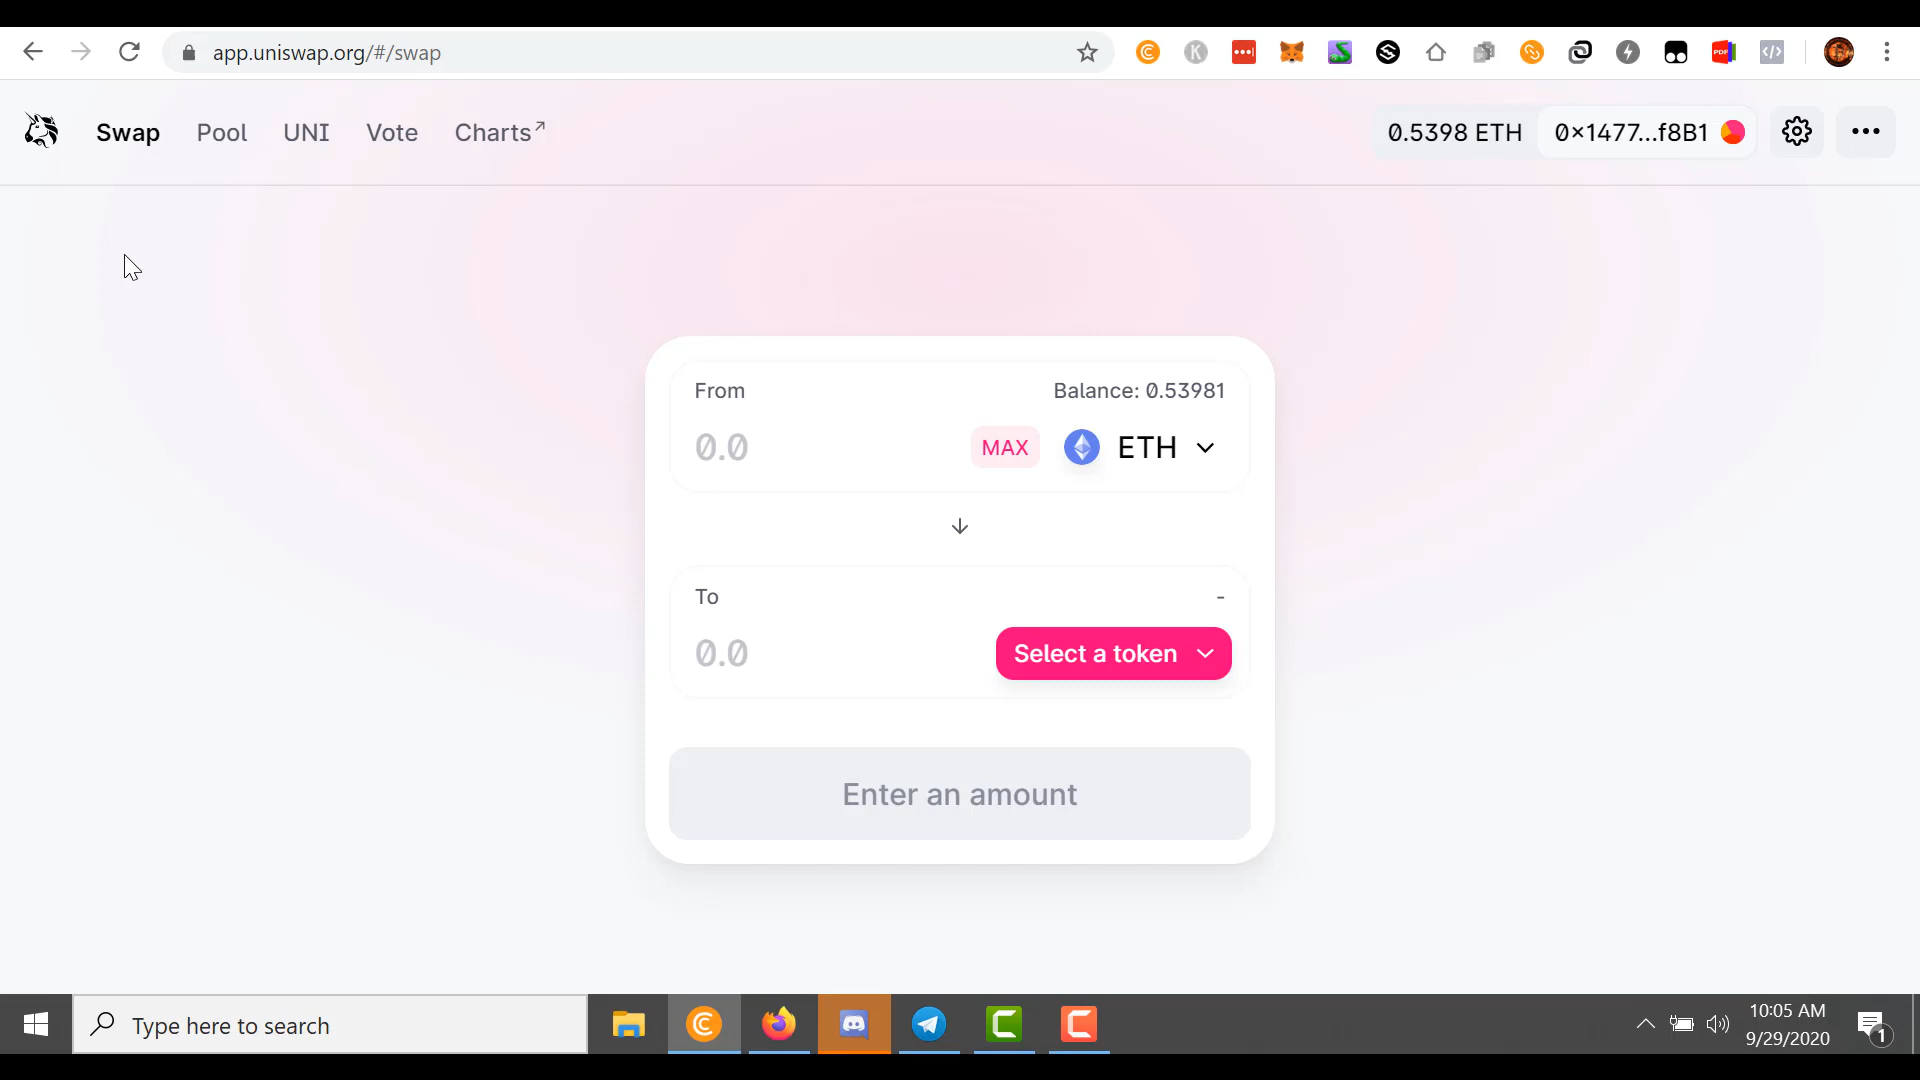 app.uniswap.org/#/swap
Swap
Pool
UNI
Vote
Charts↗
0.5398 ETH
0×1477...f8B1
From
Balance: 0.53981
0.0
MAX
ETH
To
-
0.0
Select a token
Enter an amount
Type here to search
10:05 AM
9/29/2020
1
PDF